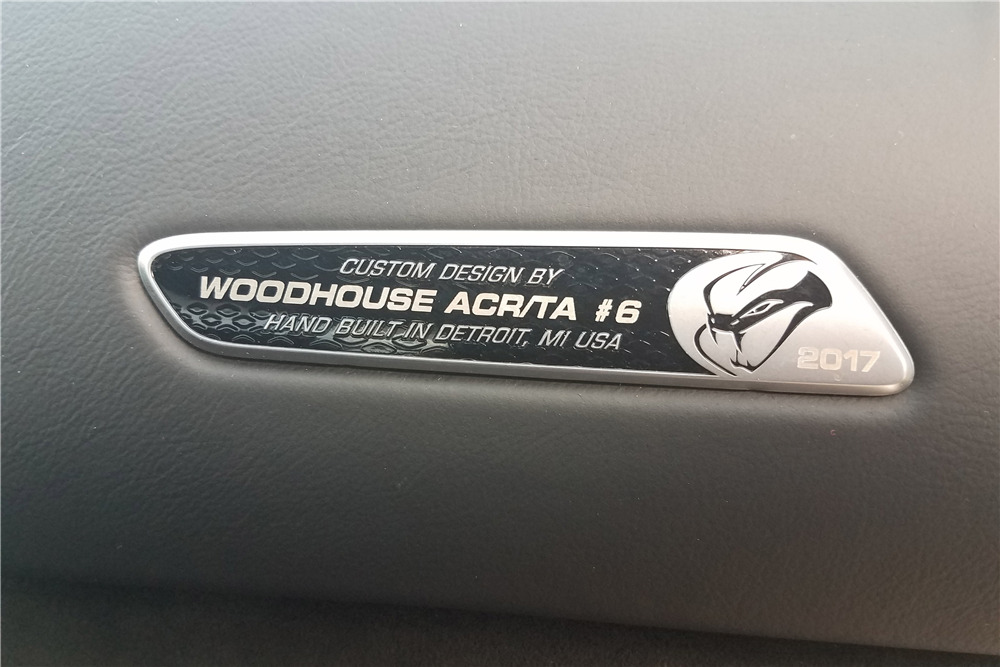 CUSTOM DESIGN BY
WOODHOUSE ACR/TA #6
HAND BUILT IN DETROIT, MI USA
2017